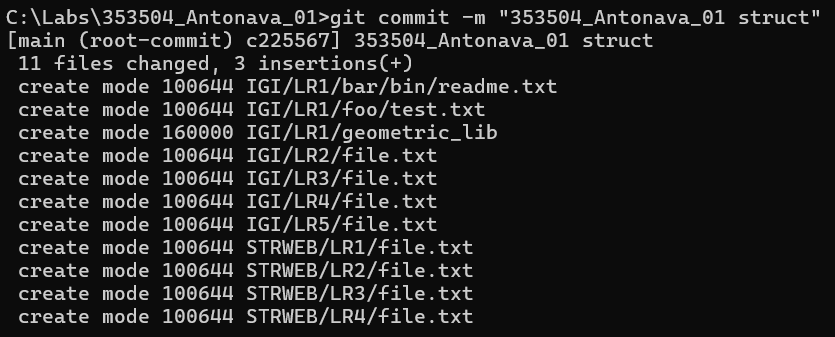 C:\Labs\353504_Antonava_01>git commit -m "353504_Antonava_01 struct"
[main (root-commit) c225567] 353504_Antonava_01 struct
 11 files changed, 3 insertions(+)
 create mode 100644 IGI/LR1/bar/bin/readme.txt
 create mode 100644 IGI/LR1/foo/test.txt
 create mode 160000 IGI/LR1/geometric_lib
 create mode 100644 IGI/LR2/file.txt
 create mode 100644 IGI/LR3/file.txt
 create mode 100644 IGI/LR4/file.txt
 create mode 100644 IGI/LR5/file.txt
 create mode 100644 STRWEB/LR1/file.txt
 create mode 100644 STRWEB/LR2/file.txt
 create mode 100644 STRWEB/LR3/file.txt
 create mode 100644 STRWEB/LR4/file.txt